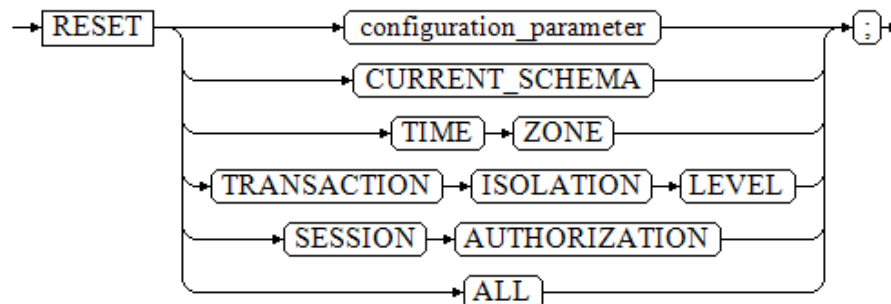 RESET configuration_parameter ;
CURRENT_SCHEMA
TIME ZONE
TRANSACTION ISOLATION LEVEL
SESSION AUTHORIZATION
ALL